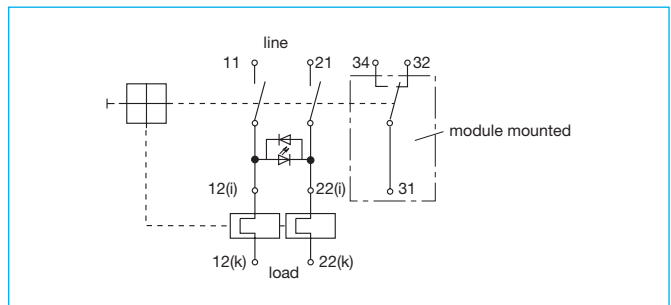 line
11 21 34 32
module mounted
12(i) 22(i) 31
12(k) 22(k)
load